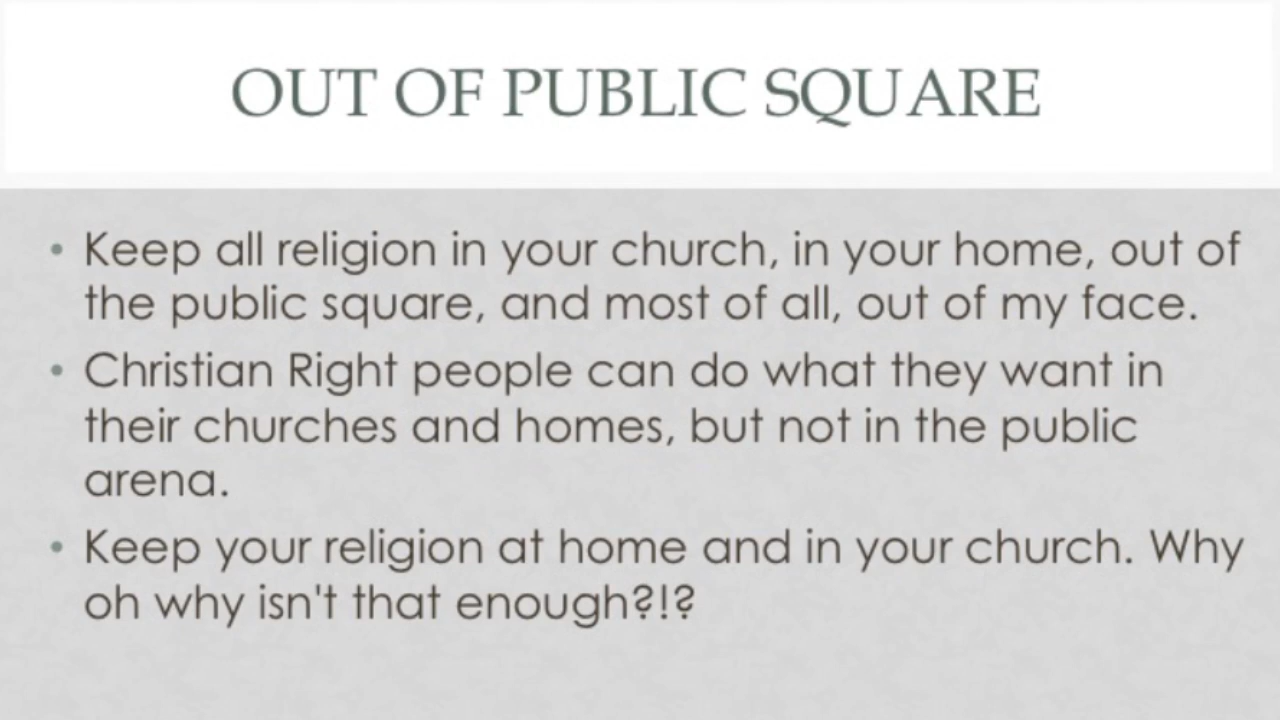 OUT OF PUBLIC SQUARE
• Keep all religion in your church, in your home, out of
the public square, and most of all, out of my face.
• Christian Right people can do what they want in
their churches and homes, but not in the public
arena.
• Keep your religion at home and in your church. Why
oh why isn't that enough?!?